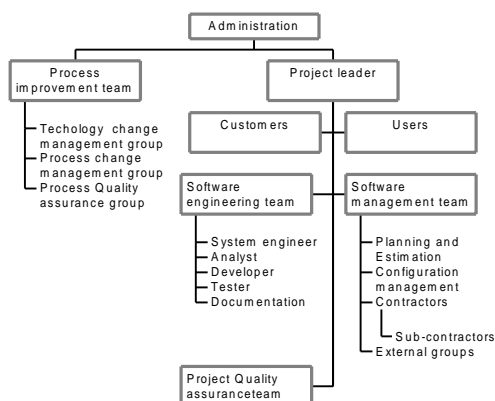 Administration
Process
improvement team
Project leader
Techology change
management group
Process change
management group
Process Quality
assurance group
Customers
Users
Software
engineering team
Software
management team
System engineer
Analyst
Developer
Tester
Documentation
Planning and
Estimation
Configuration
management
Contractors
Sub-contractors
External groups
Project Quality
assuranceteam